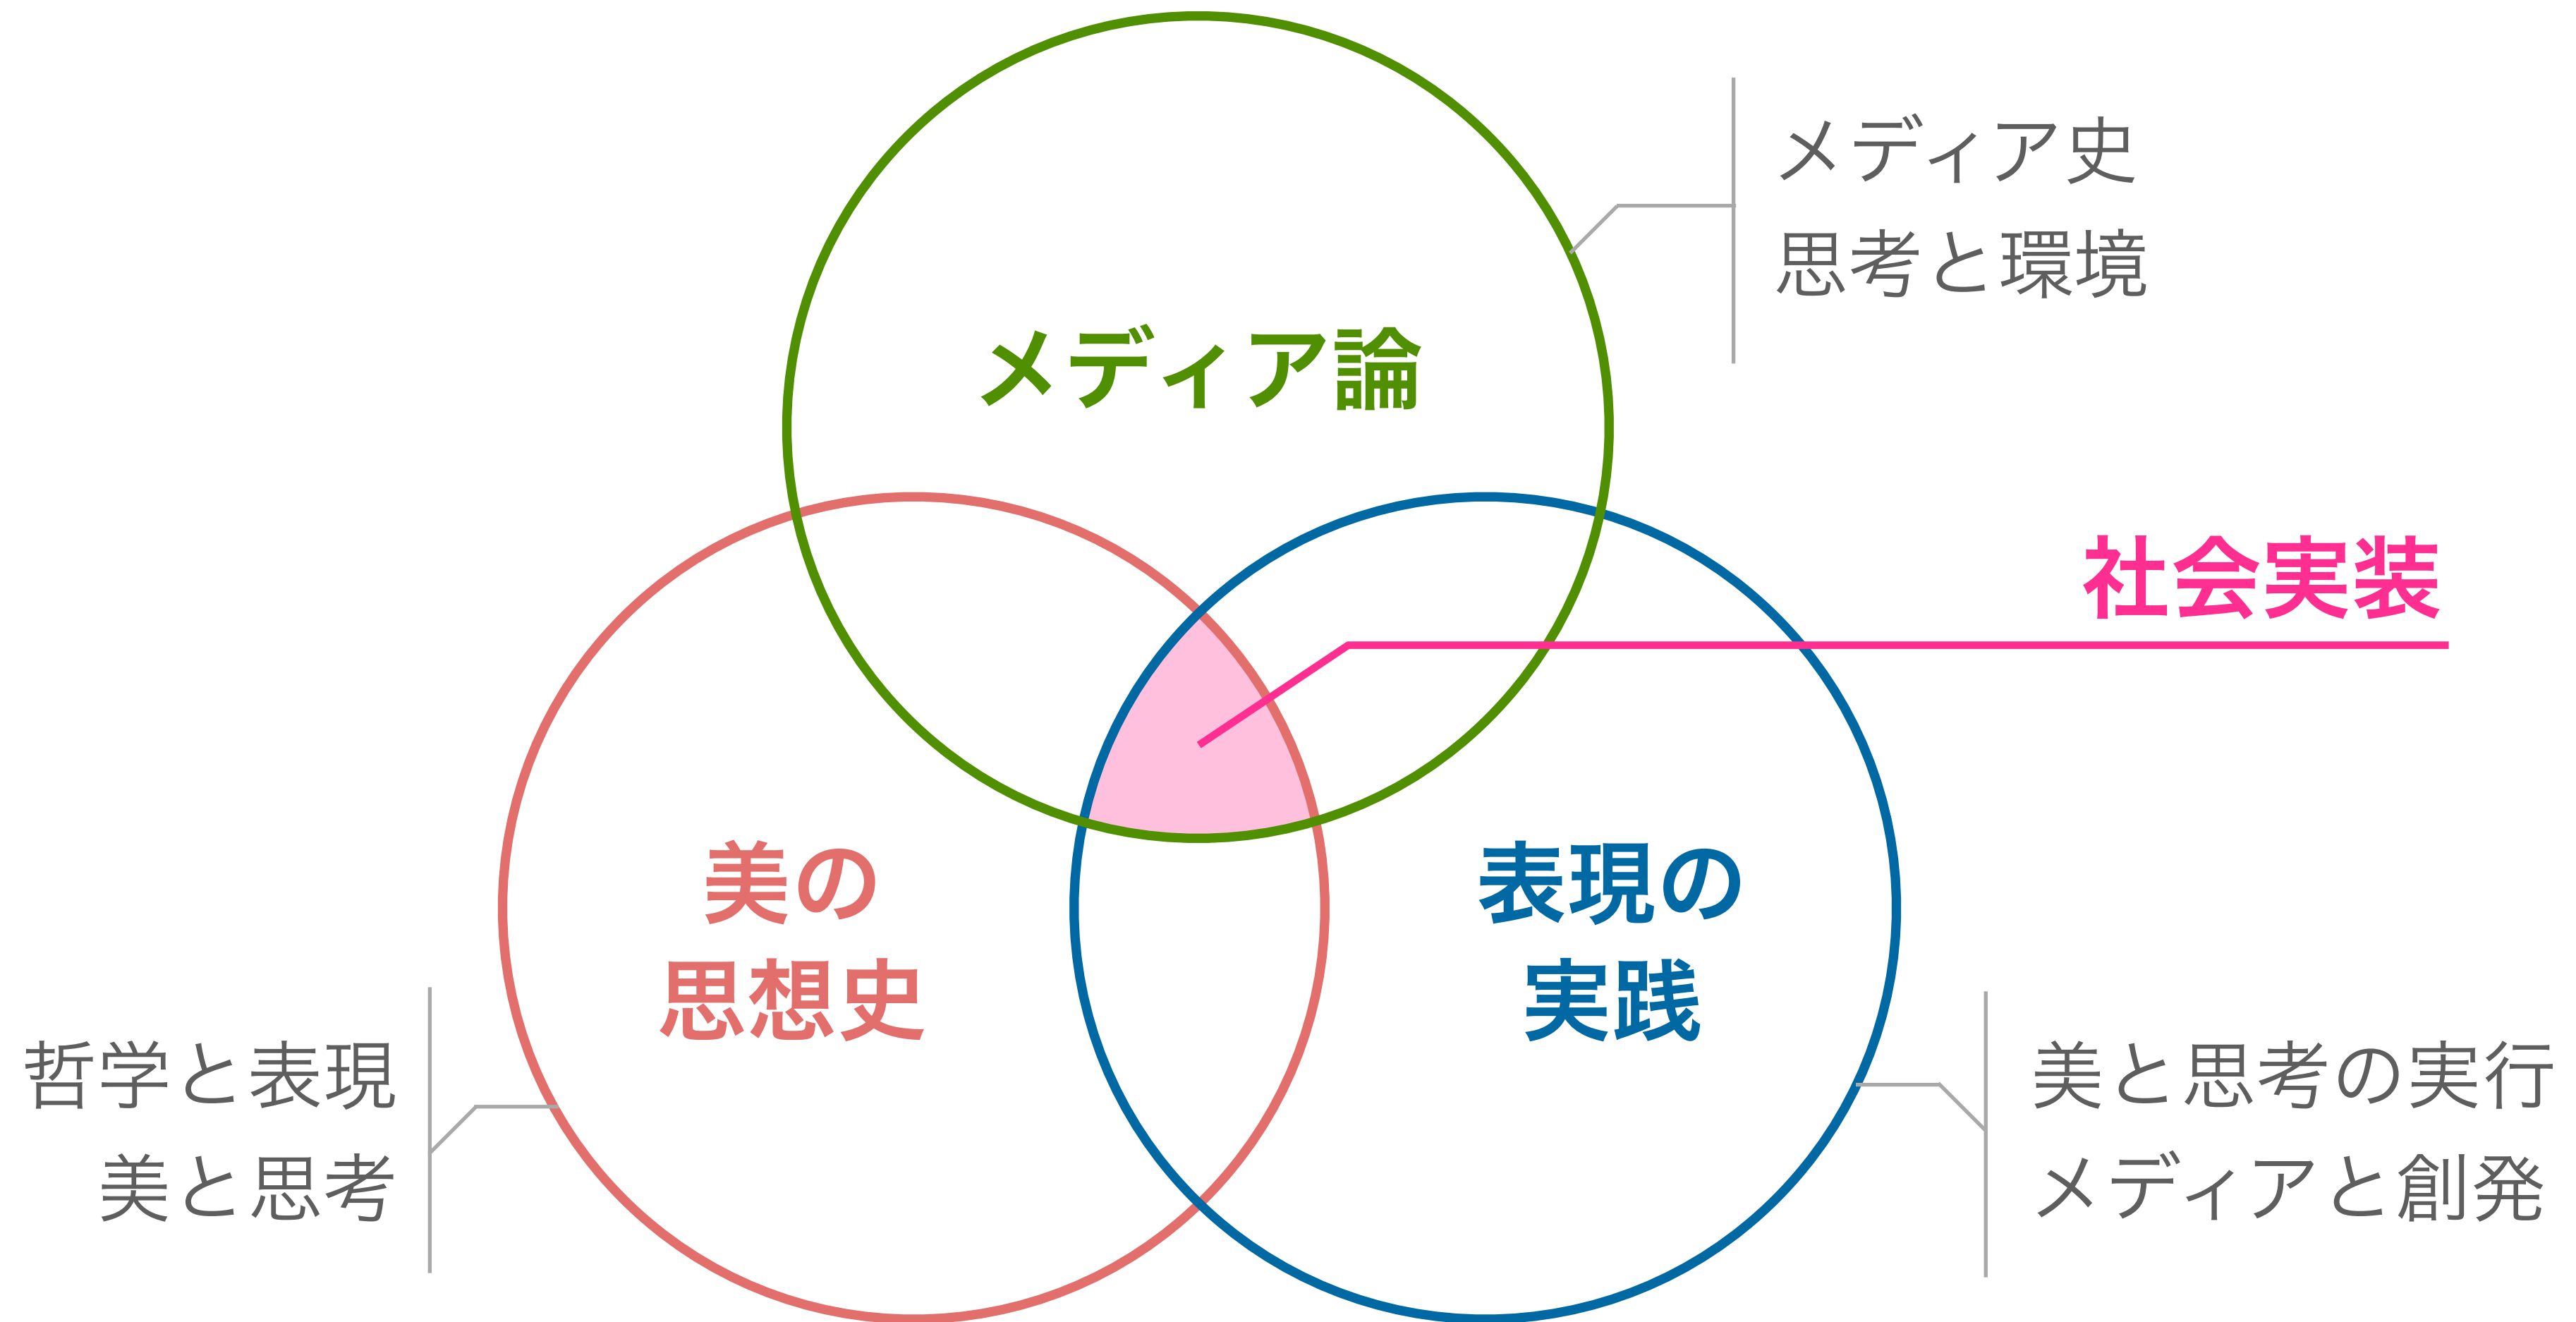 メディア史
思考と環境
メディア論
社会実装
美の
思想史
表現の
実践
哲学と表現
美と思考
美と思考の実行
メディアと創発